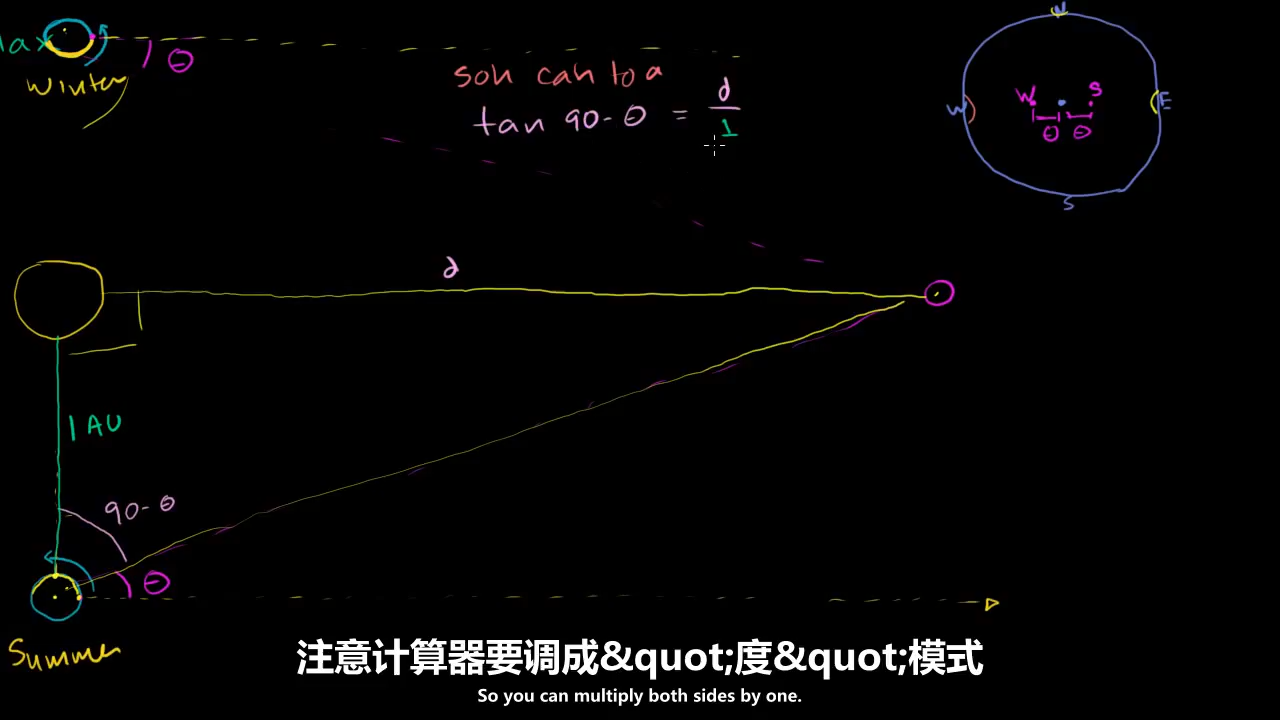 lax
Winter
θ
soh cah toa
tan 90-θ = d/1
N
W
E
S
W
S
θ
θ
d
1 AU
90-θ
θ
Summer
注意计算器要调成&quot;度&quot;模式
So you can multiply both sides by one.